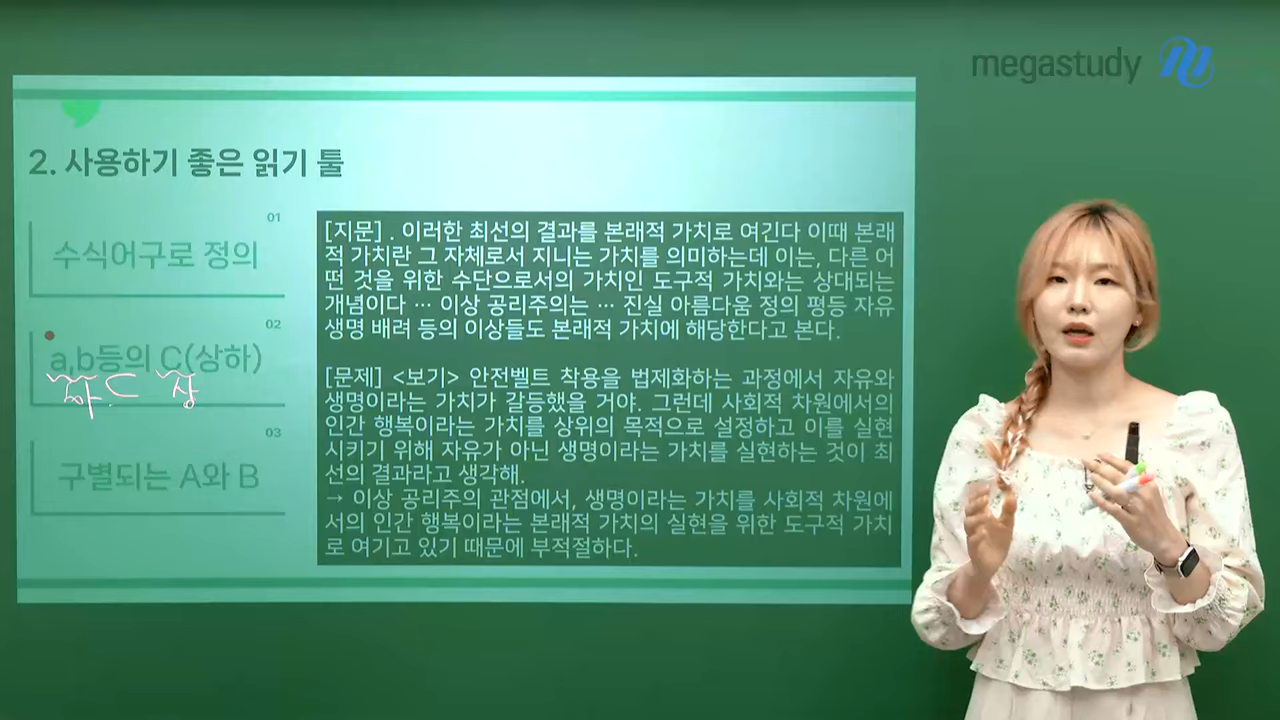 megastudy
2. 사용하기 좋은 읽기 툴
01
수식어구로 정의
02
a,b등의 C(상하)
하⊂상
03
구별되는 A와 B
[지문] . 이러한 최선의 결과를 본래적 가치로 여긴다 이때 본래
적 가치란 그 자체로서 지니는 가치를 의미하는데 이는, 다른 어
떤 것을 위한 수단으로서의 가치인 도구적 가치와는 상대되는
개념이다 … 이상 공리주의는 … 진실 아름다움 정의 평등 자유
생명 배려 등의 이상들도 본래적 가치에 해당한다고 본다.
[문제] <보기> 안전벨트 착용을 법제화하는 과정에서 자유와
생명이라는 가치가 갈등했을 거야. 그런데 사회적 차원에서의
인간 행복이라는 가치를 상위의 목적으로 설정하고 이를 실현
시키기 위해 자유가 아닌 생명이라는 가치를 실현하는 것이 최
선의 결과라고 생각해.
→ 이상 공리주의 관점에서, 생명이라는 가치를 사회적 차원에
서의 인간 행복이라는 본래적 가치의 실현을 위한 도구적 가치
로 여기고 있기 때문에 부적절하다.